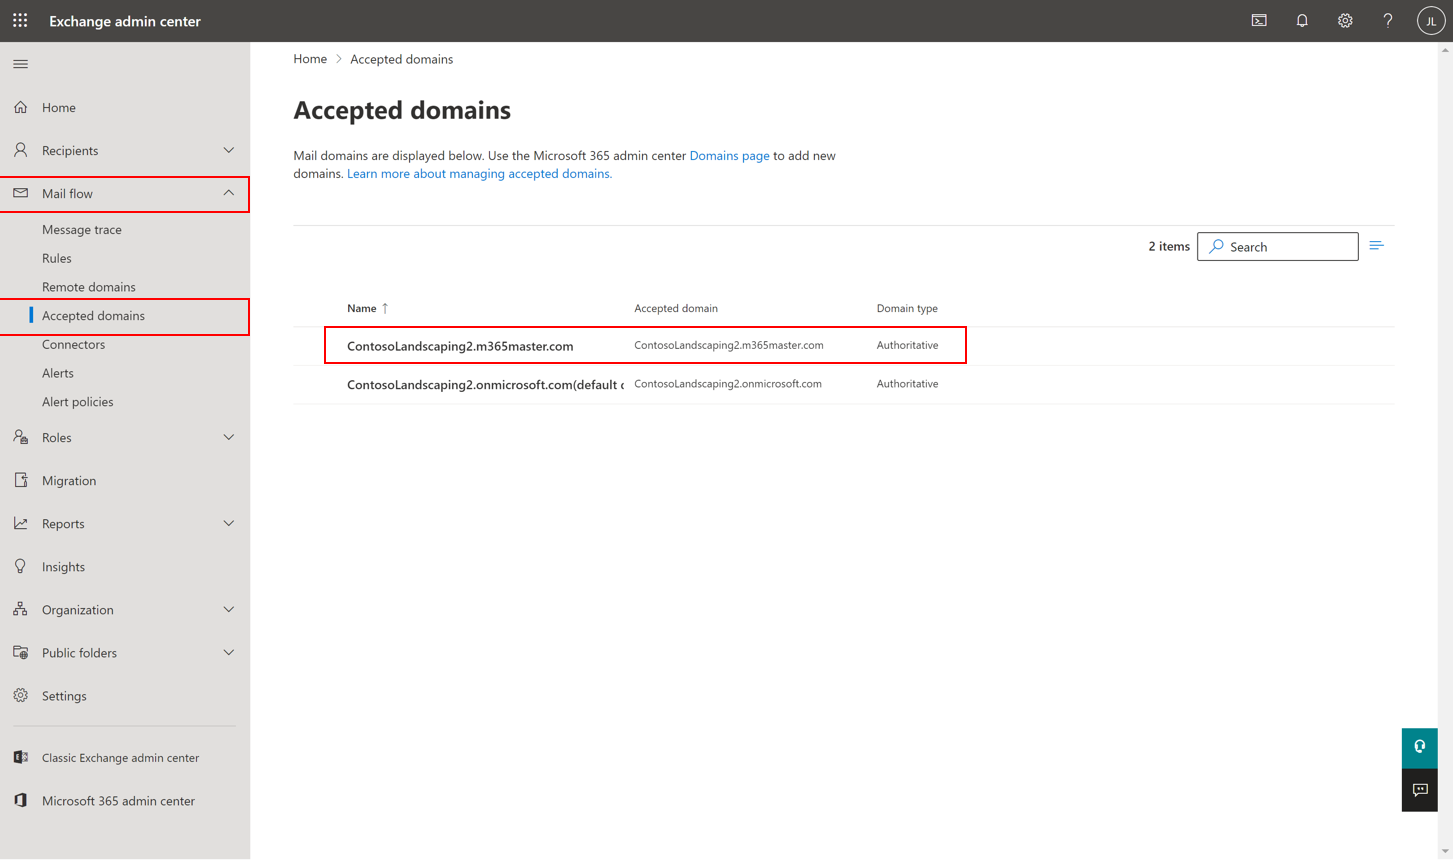 Exchange admin center
JL
Home
Recipients
Mail flow
Message trace
Rules
Remote domains
Accepted domains
Connectors
Alerts
Alert policies
Roles
Migration
Reports
Insights
Organization
Public folders
Settings
Classic Exchange admin center
Microsoft 365 admin center
Home > Accepted domains
Accepted domains
Mail domains are displayed below. Use the Microsoft 365 admin center Domains page to add new
domains. Learn more about managing accepted domains.
2 items Search
Name ↑ Accepted domain Domain type
ContosoLandscaping2.m365master.com ContosoLandscaping2.m365master.com Authoritative
ContosoLandscaping2.onmicrosoft.com(default ContosoLandscaping2.onmicrosoft.com Authoritative